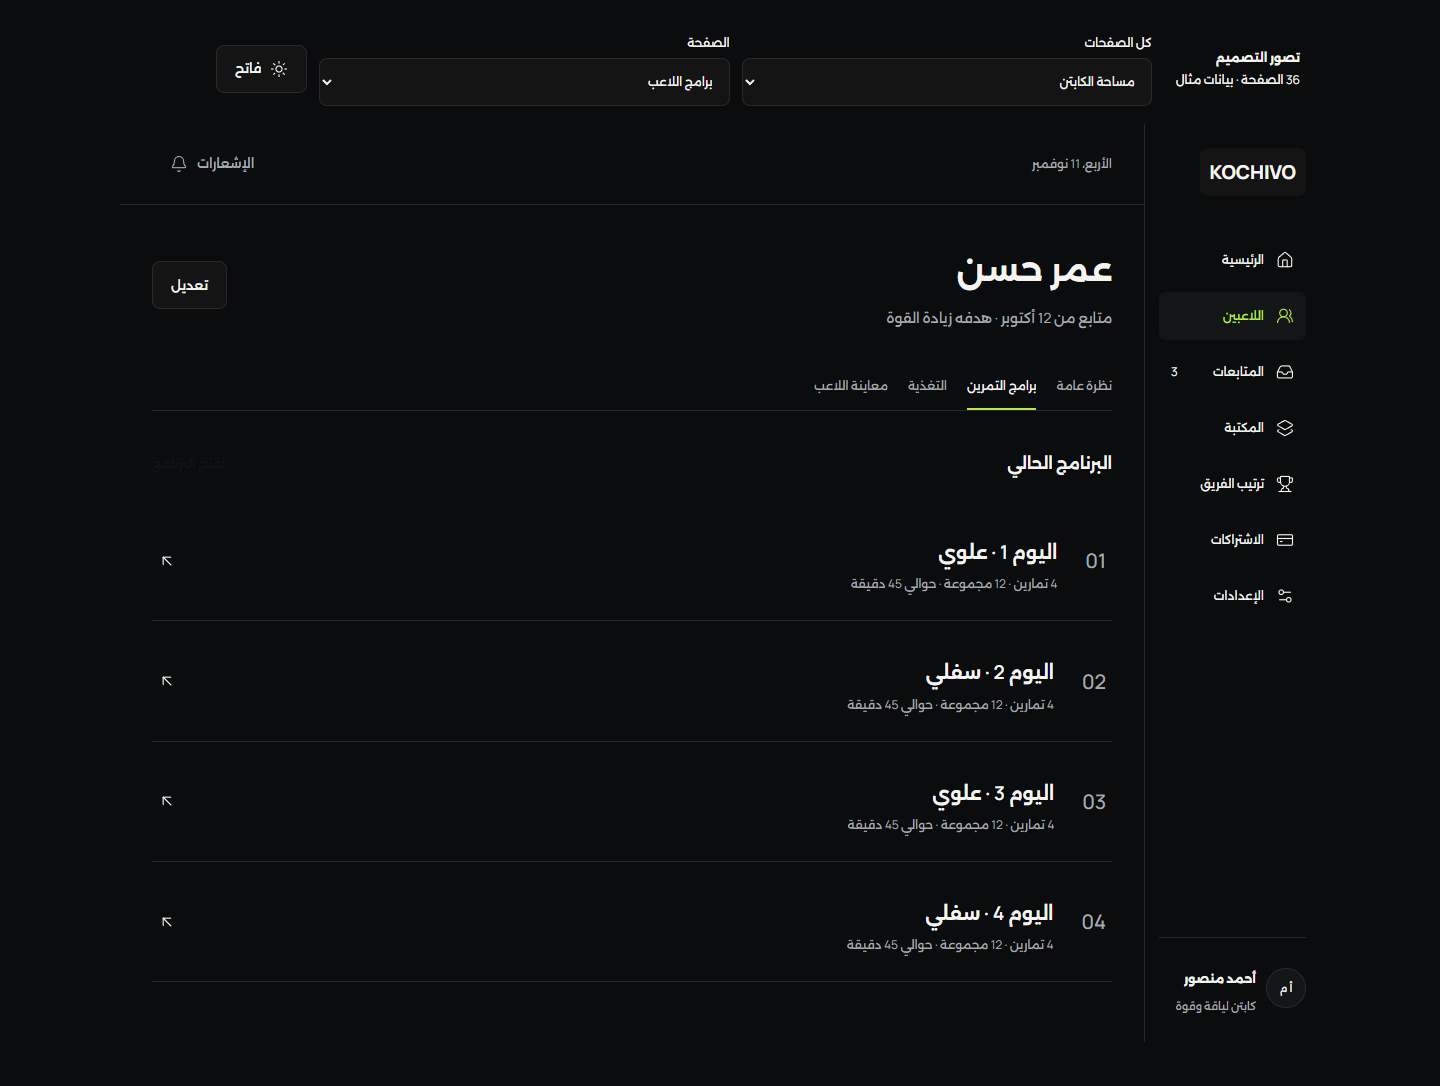 تصور التصميم
36 الصفحة · بيانات مثال
كل الصفحات
مساحة الكابتن
الصفحة
برامج اللاعب
فاتح
KOCHIVO
الرئيسية
اللاعبين
المتابعات 3
المكتبة
ترتيب الفريق
الاشتراكات
الإعدادات
أ م
أحمد منصور
كابتن لياقة وقوة
الأربع، 11 نوفمبر
الإشعارات
عمر حسن
متابع من 12 أكتوبر · هدفه زيادة القوة
تعديل
نظرة عامة
برامج التمرين
التغذية
معاينة اللاعب
البرنامج الحالي
افتح البرنامج
01
اليوم 1 · علوي
4 تمارين · 12 مجموعة · حوالي 45 دقيقة
02
اليوم 2 · سفلي
4 تمارين · 12 مجموعة · حوالي 45 دقيقة
03
اليوم 3 · علوي
4 تمارين · 12 مجموعة · حوالي 45 دقيقة
04
اليوم 4 · سفلي
4 تمارين · 12 مجموعة · حوالي 45 دقيقة